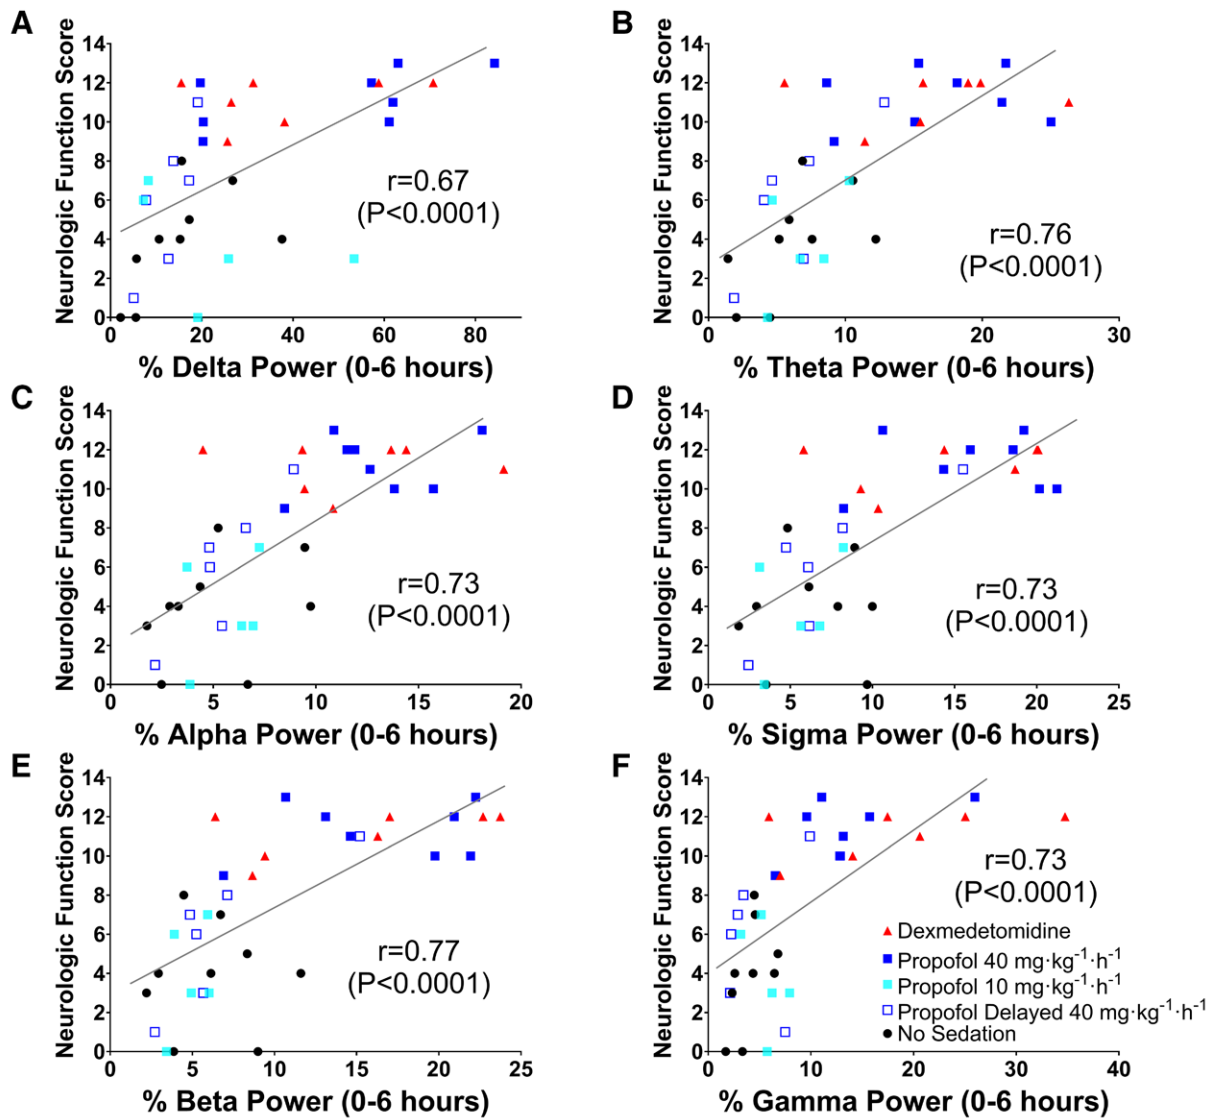 A
Neurologic Function Score
14
12
10
8
6
4
2
0
20
40
60
80
r=0.67
(P<0.0001)
% Delta Power (0-6 hours)
B
Neurologic Function Score
14
12
10
8
6
4
2
0
0
10
20
30
r=0.76
(P<0.0001)
% Theta Power (0-6 hours)
C
Neurologic Function Score
14
12
10
8
6
4
2
0
0
5
10
15
20
r=0.73
(P<0.0001)
% Alpha Power (0-6 hours)
D
Neurologic Function Score
14
12
10
8
6
4
2
0
0
5
10
15
20
25
r=0.73
(P<0.0001)
% Sigma Power (0-6 hours)
E
Neurologic Function Score
14
12
10
8
6
4
2
0
0
5
10
15
20
25
r=0.77
(P<0.0001)
% Beta Power (0-6 hours)
F
Neurologic Function Score
14
12
10
8
6
4
2
0
0
10
20
30
40
r=0.73
(P<0.0001)
Dexmedetomidine
Propofol 40 mg·kg⁻¹·h⁻¹
Propofol 10 mg·kg⁻¹·h⁻¹
Propofol Delayed 40 mg·kg⁻¹·h⁻¹
No Sedation
% Gamma Power (0-6 hours)